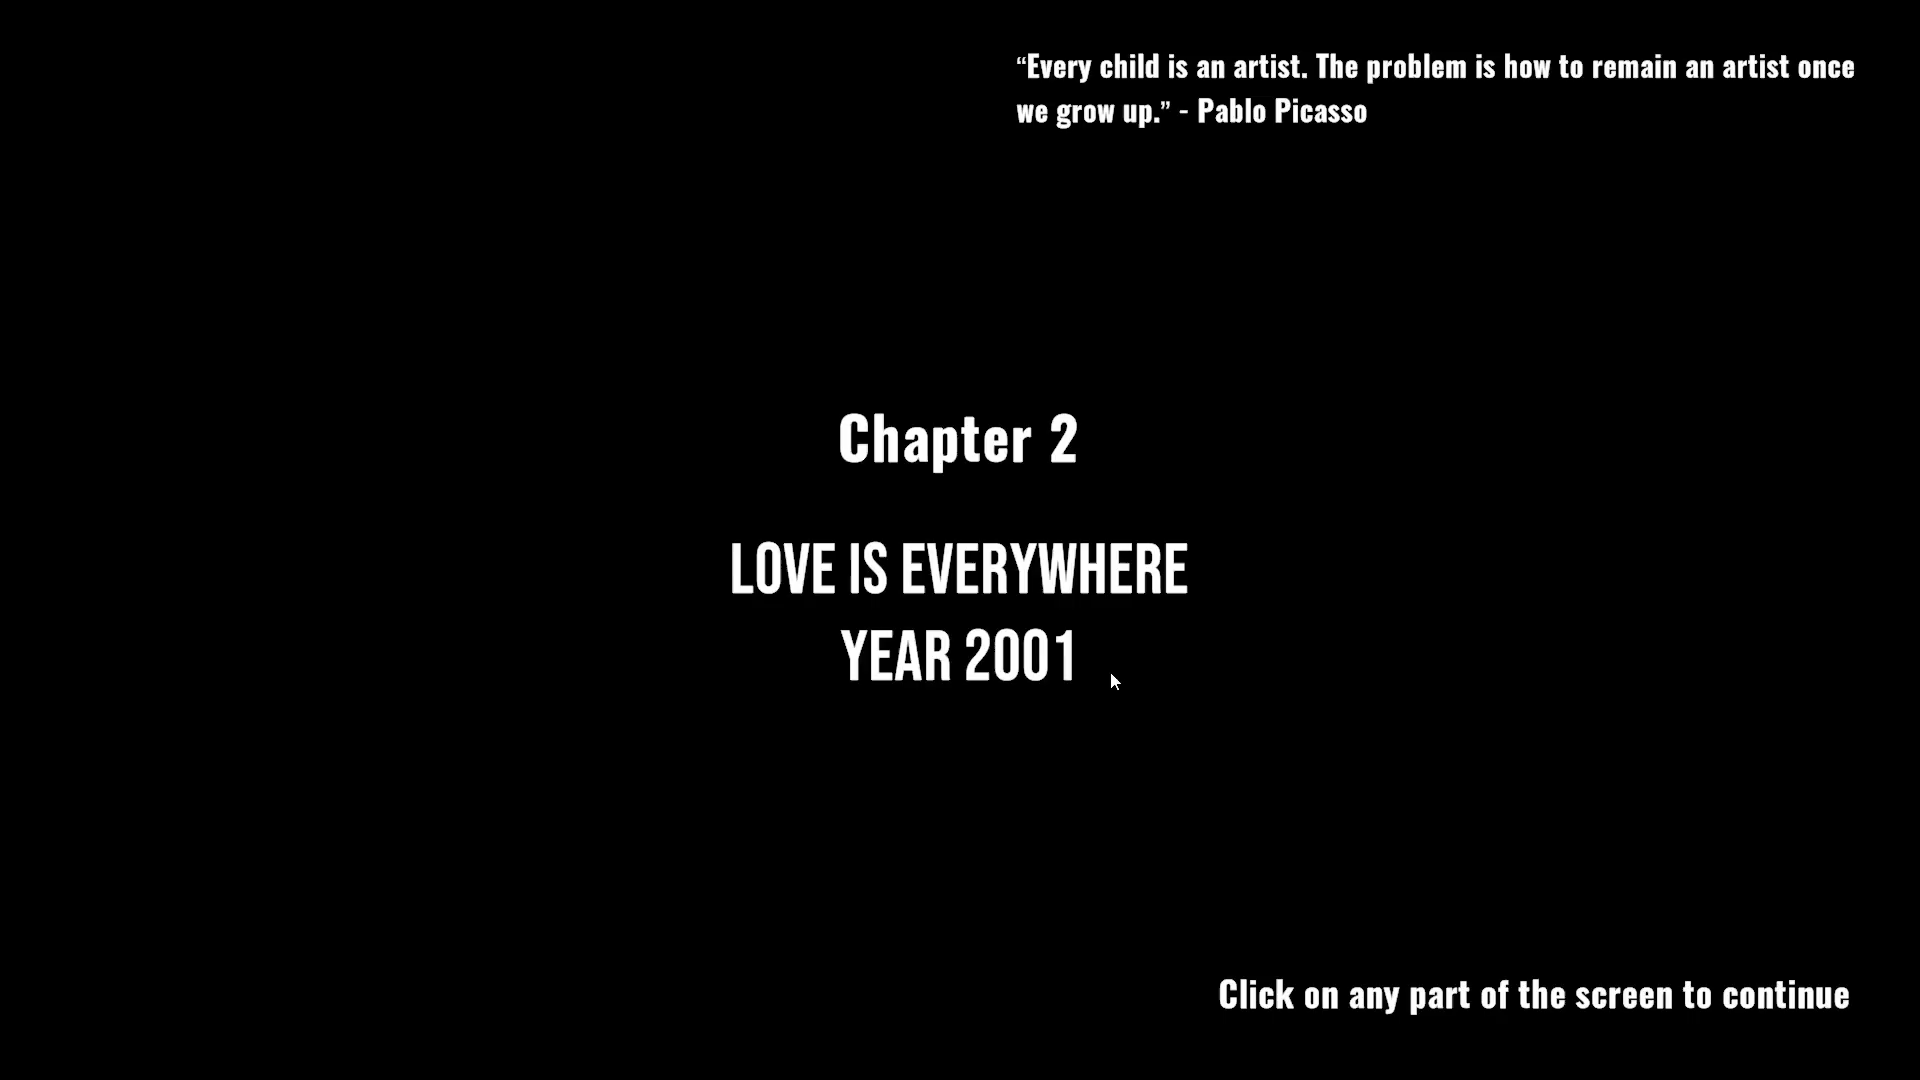 “Every child is an artist. The problem is how to remain an artist once
we grow up.” - Pablo Picasso
Chapter 2
LOVE IS EVERYWHERE
YEAR 2001
Click on any part of the screen to continue